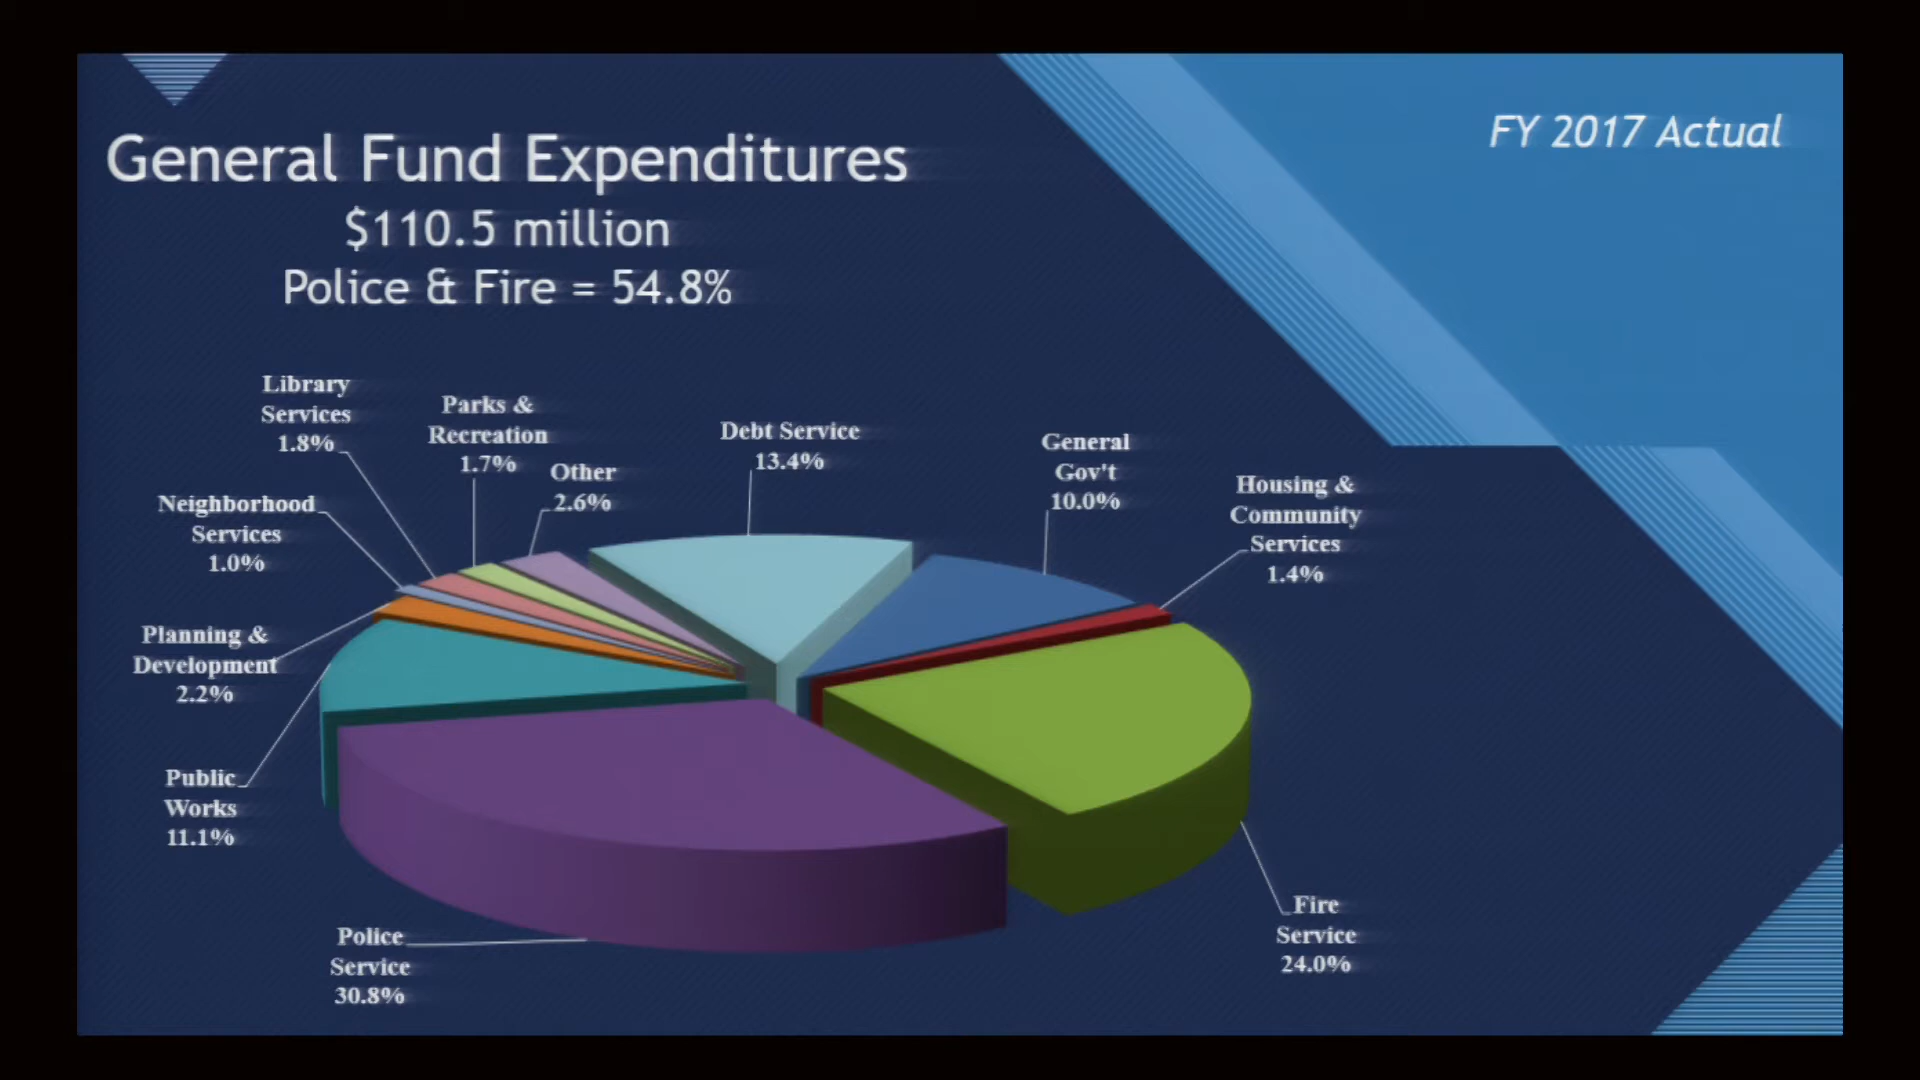 General Fund Expenditures
$110.5 million
Police & Fire = 54.8%
FY 2017 Actual
Library
Services
1.8%
Parks &
Recreation
1.7%
Other
2.6%
Debt Service
13.4%
General
Gov't
10.0%
Housing &
Community
Services
1.4%
Neighborhood
Services
1.0%
Planning &
Development
2.2%
Public
Works
11.1%
Police
Service
30.8%
Fire
Service
24.0%